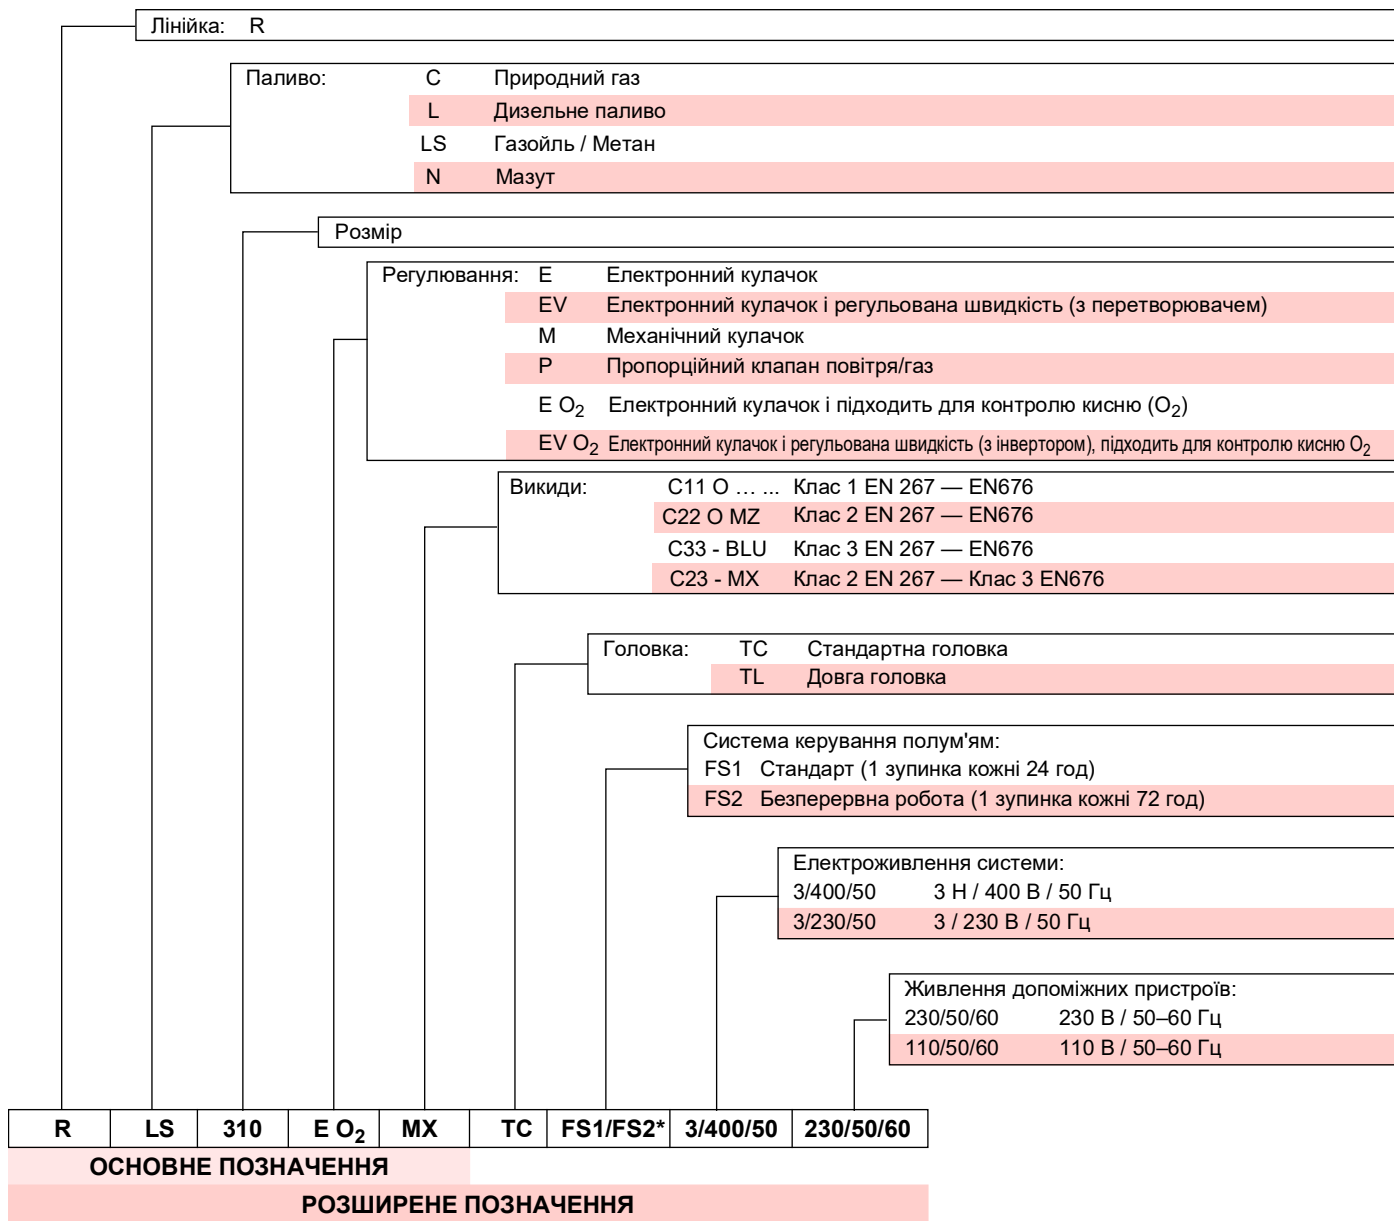 Лінійка: R
Паливо: C Природний газ
L Дизельне паливо
LS Газойль / Метан
N Мазут
Розмір
Регулювання: E Електронний кулачок
EV Електронний кулачок і регульована швидкість (з перетворювачем)
M Механічний кулачок
P Пропорційний клапан повітря/газ
E O₂ Електронний кулачок і підходить для контролю кисню (O₂)
EV O₂ Електронний кулачок і регульована швидкість (з інвертором), підходить для контролю кисню O₂
Викиди: C11 O … ... Клас 1 EN 267 — EN676
C22 O MZ Клас 2 EN 267 — EN676
C33 - BLU Клас 3 EN 267 — EN676
C23 - MX Клас 2 EN 267 — Клас 3 EN676
Головка: TC Стандартна головка
TL Довга головка
Система керування полум'ям:
FS1 Стандарт (1 зупинка кожні 24 год)
FS2 Безперервна робота (1 зупинка кожні 72 год)
Електроживлення системи:
3/400/50 3 Н / 400 В / 50 Гц
3/230/50 3 / 230 В / 50 Гц
Живлення допоміжних пристроїв:
230/50/60 230 В / 50–60 Гц
110/50/60 110 В / 50–60 Гц
R LS 310 E O₂ MX TC FS1/FS2* 3/400/50 230/50/60
ОСНОВНЕ ПОЗНАЧЕННЯ
РОЗШИРЕНЕ ПОЗНАЧЕННЯ